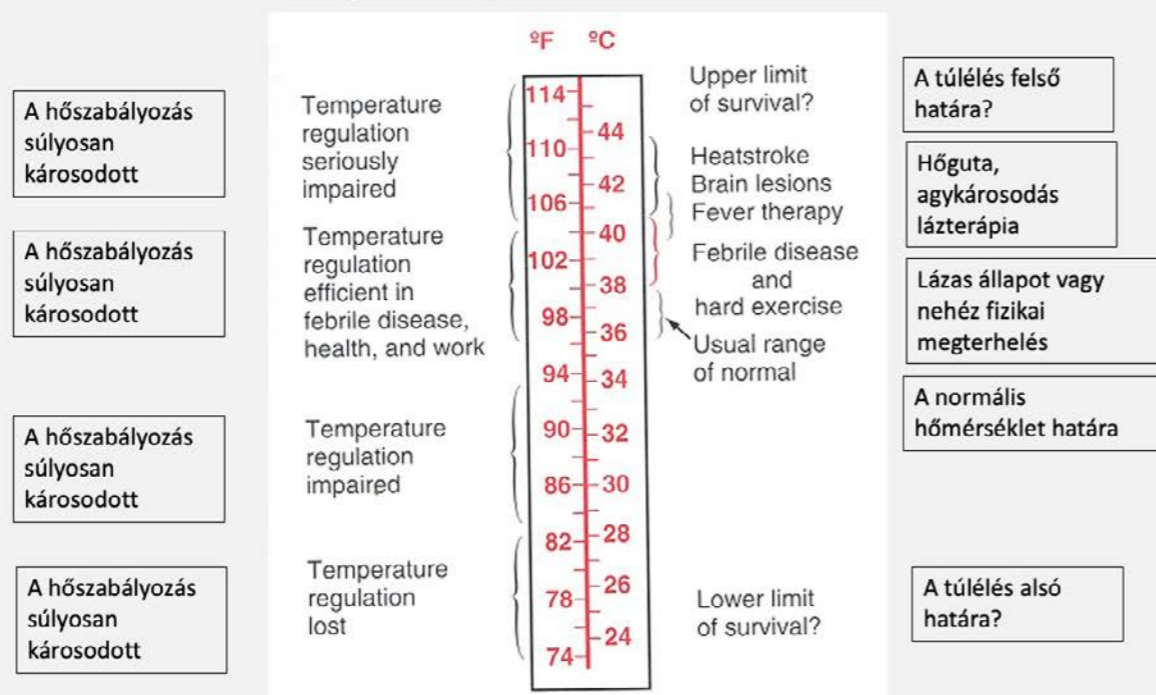 A hőszabályozás
súlyosan
károsodott
A hőszabályozás
súlyosan
károsodott
A hőszabályozás
súlyosan
károsodott
A hőszabályozás
súlyosan
károsodott
Temperature
regulation
seriously
impaired
Temperature
regulation
efficient in
febrile disease,
health, and work
Temperature
regulation
impaired
Temperature
regulation
lost
ºF ºC
114
44
110
42
106
40
102
38
98
36
94
34
90
32
86
30
82
28
26
78
24
74
Upper limit
of survival?
Heatstroke
Brain lesions
Fever therapy
Febrile disease
and
hard exercise
Usual range
of normal
Lower limit
of survival?
A túlélés felső
határa?
Hőguta,
agykárosodás
lázterápia
Lázas állapot vagy
nehéz fizikai
megterhelés
A normális
hőmérséklet határa
A túlélés alsó
határa?